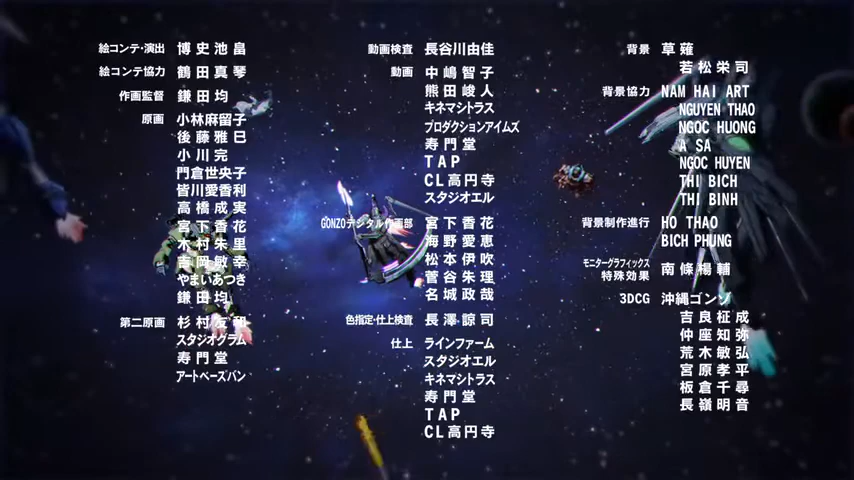 絵コンテ・演出 博史池畠
絵コンテ協力 鶴田真琴
作画監督 鎌田均
原画 小林麻留子
後藤雅巳
小川完
門倉世央子
皆川愛香利
高橋成実
宮下香花
木村朱里
吉岡敏幸
やまいあつき
鎌田均
第二原画 杉村友和
スタジオグラム
寿門堂
アートベーズバン
動画検査 長谷川由佳
動画 中嶋智子
熊田峻人
キネマシトラス
プロダクションアイムズ
寿門堂
TAP
CL高円寺
スタジオエル
GONZOデジタル作画部 宮下香花
海野愛恵
松本伊吹
菅谷朱理
名城政哉
色指定・仕上検査 長澤諒司
仕上 ラインファーム
スタジオエル
キネマシトラス
寿門堂
TAP
CL高円寺
背景 草薙
若松栄司
背景協力 NAM HAI ART
NGUYEN THAO
NGOC HUONG
A SA
NGOC HUYEN
THI BICH
THI BINH
背景制作進行 HO THAO
BICH PHUNG
モニターグラフィックス
特殊効果 南條楊輔
3DCG 沖縄ゴンゾ
吉良柾成
仲座知弥
荒木敏弘
宮原孝平
板倉千尋
長嶺明音